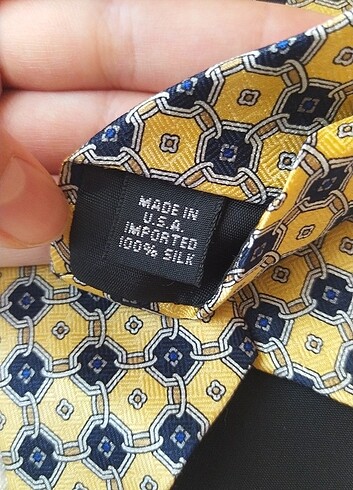 MADE IN
U.S.A.
IMPORTED
100% SILK